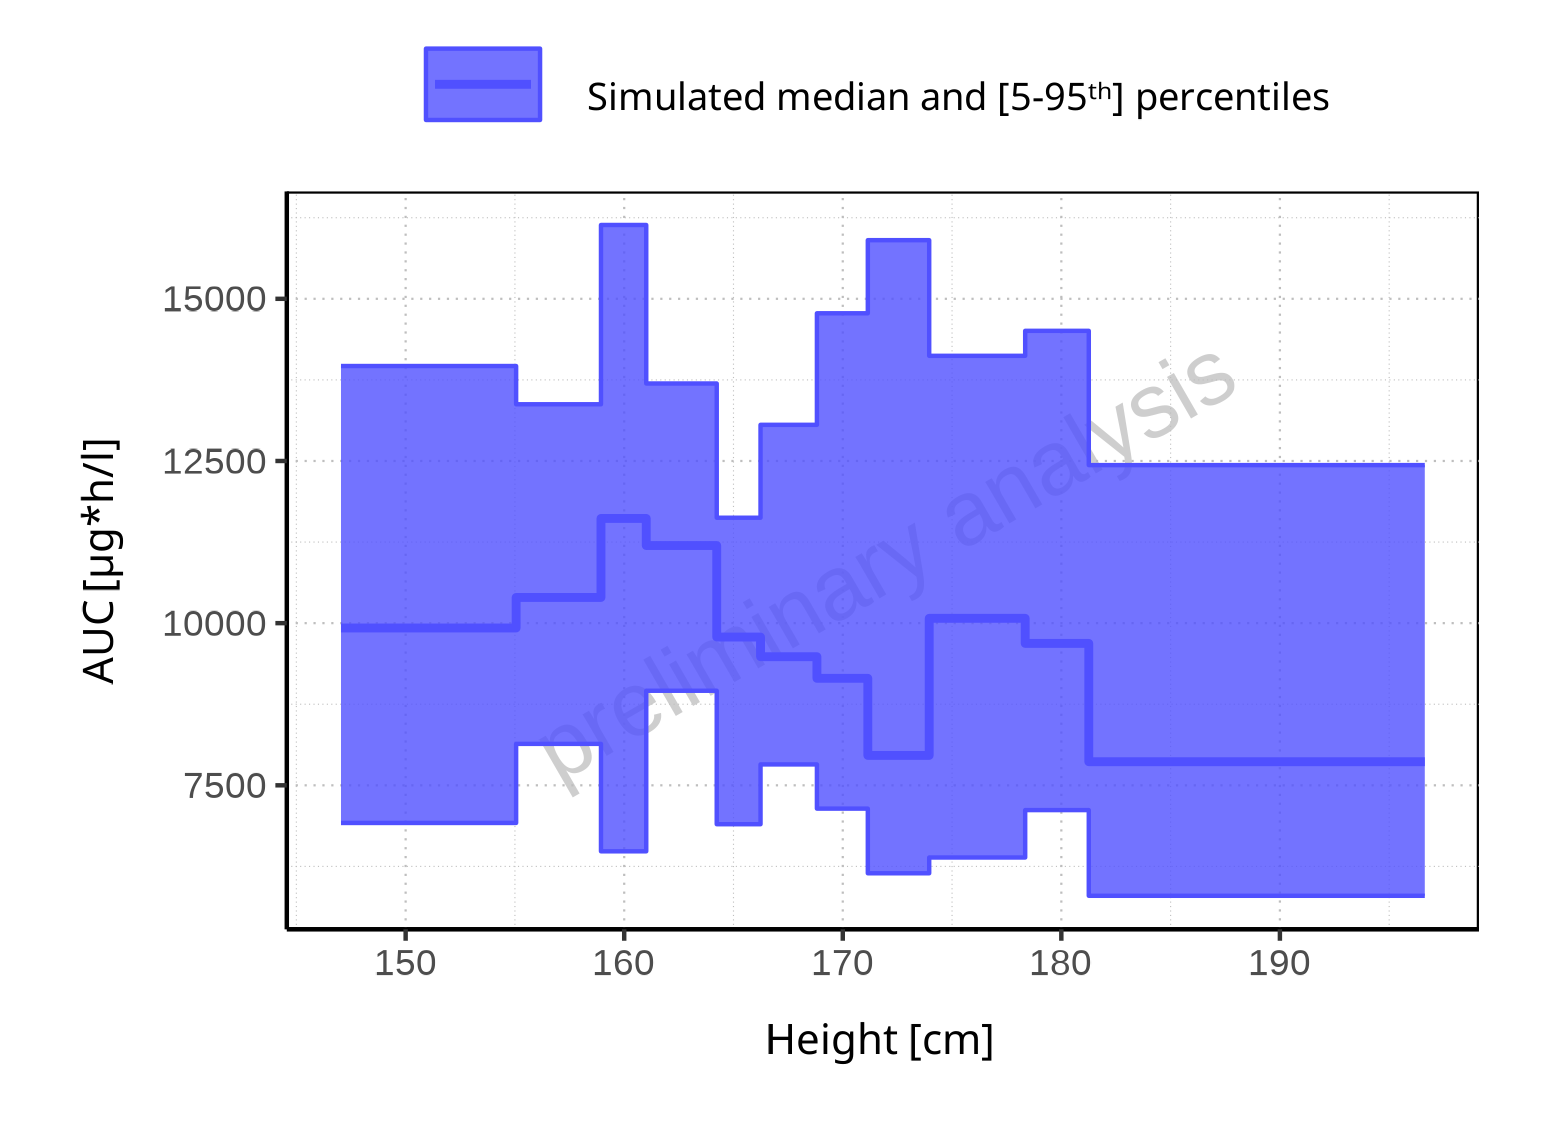 Simulated median and [5-95ᵗʰ] percentiles
15000
12500
10000
7500
AUC [µg*h/l]
preliminary analysis
150 160 170 180 190
Height [cm]